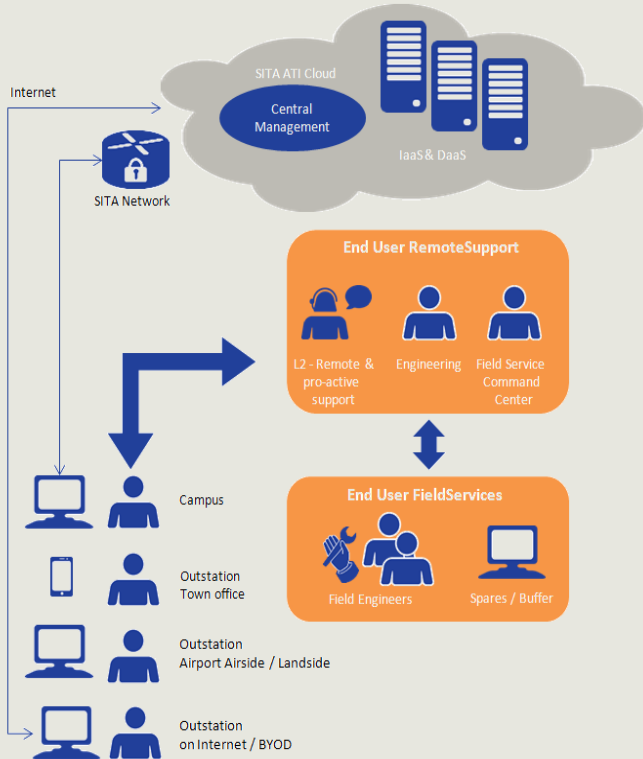 SITA ATI Cloud
Internet
Central
Management
IaaS & DaaS
SITA Network
End User RemoteSupport
L2 - Remote &
pro-active
support
Engineering
Field Service
Command
Center
Campus
End User FieldServices
Outstation
Town office
Field Engineers
Spares / Buffer
Outstation
Airport Airside / Landside
Outstation
on Internet / BYOD